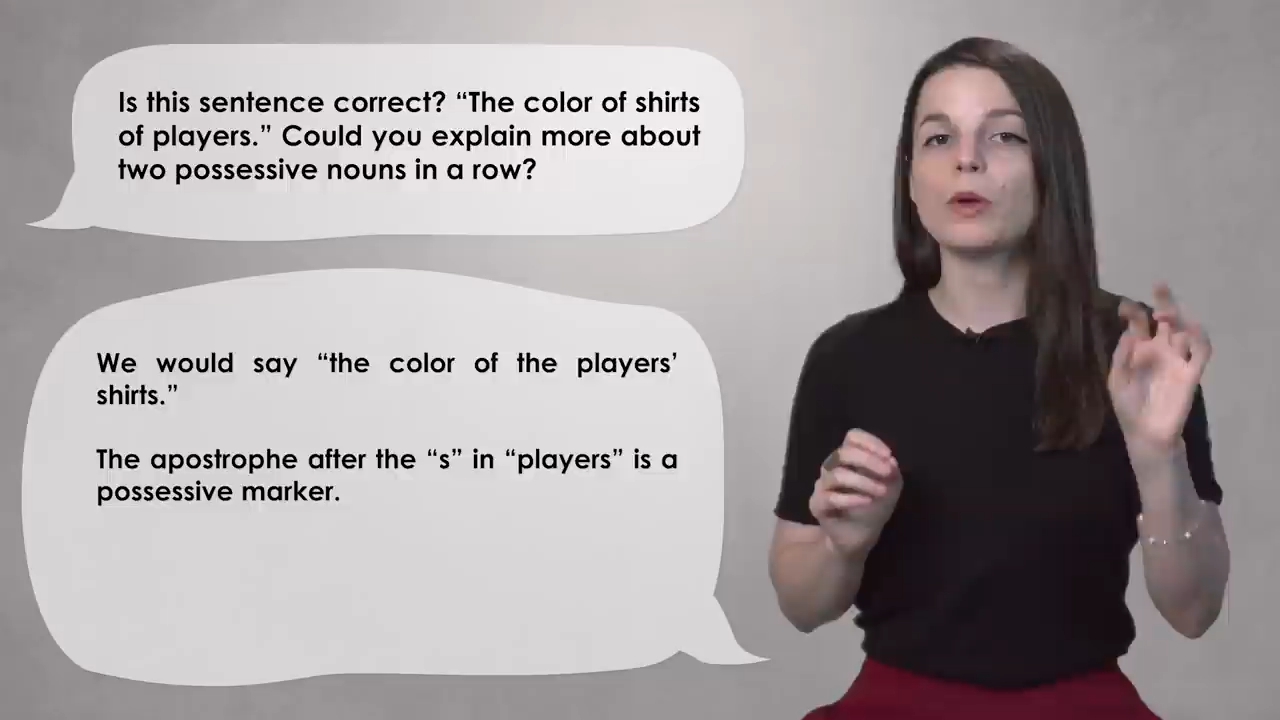 Is this sentence correct? “The color of shirts
of players.” Could you explain more about
two possessive nouns in a row?
We would say “the color of the players’
shirts.”
The apostrophe after the “s” in “players” is a
possessive marker.